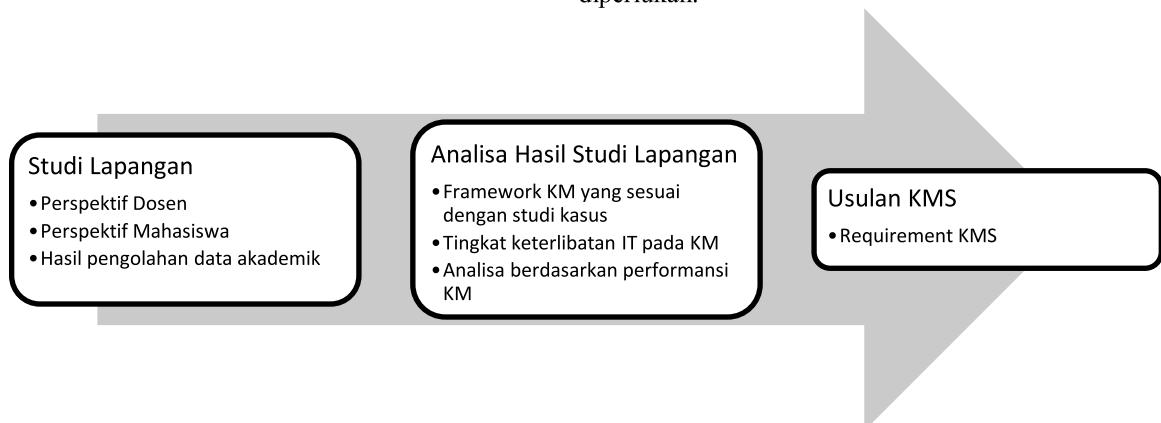 diperlukan.
Studi Lapangan
•Perspektif Dosen
•Perspektif Mahasiswa
•Hasil pengolahan data akademik
Analisa Hasil Studi Lapangan
•Framework KM yang sesuai
dengan studi kasus
•Tingkat keterlibatan IT pada KM
•Analisa berdasarkan performansi
KM
Usulan KMS
•Requirement KMS